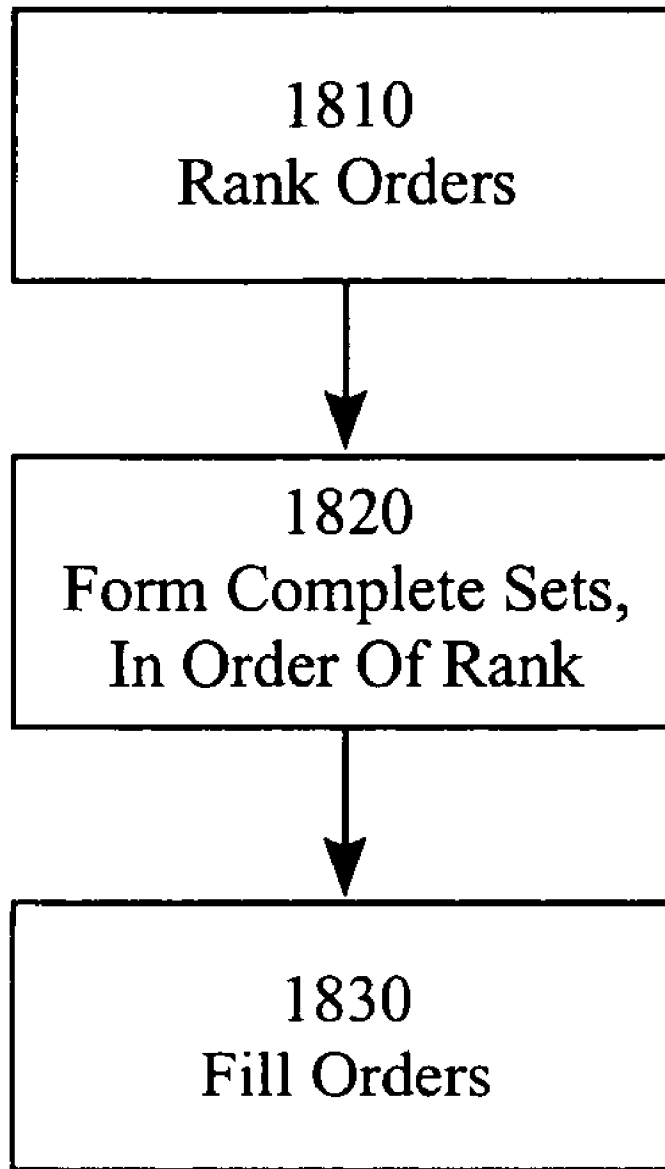 1810
Rank Orders
1820
Form Complete Sets,
In Order Of Rank
1830
Fill Orders